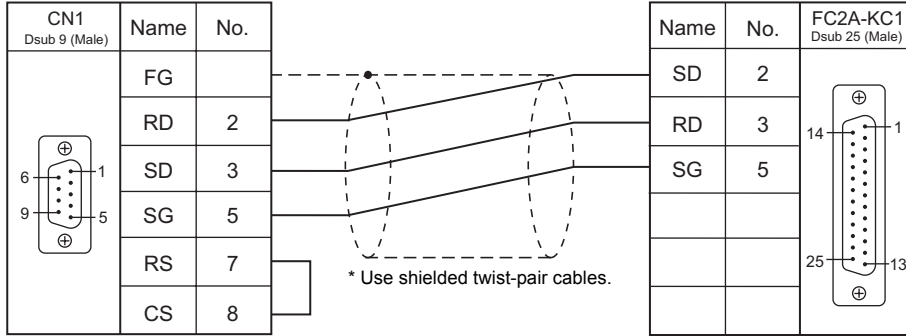 CN1
Dsub 9 (Male)
Name No.
FG
RD 2
SD 3
SG 5
RS 7
CS 8
6 1
9 5
* Use shielded twist-pair cables.
Name No.
FC2A-KC1
Dsub 25 (Male)
SD 2
RD 3
SG 5
14 1
25 13